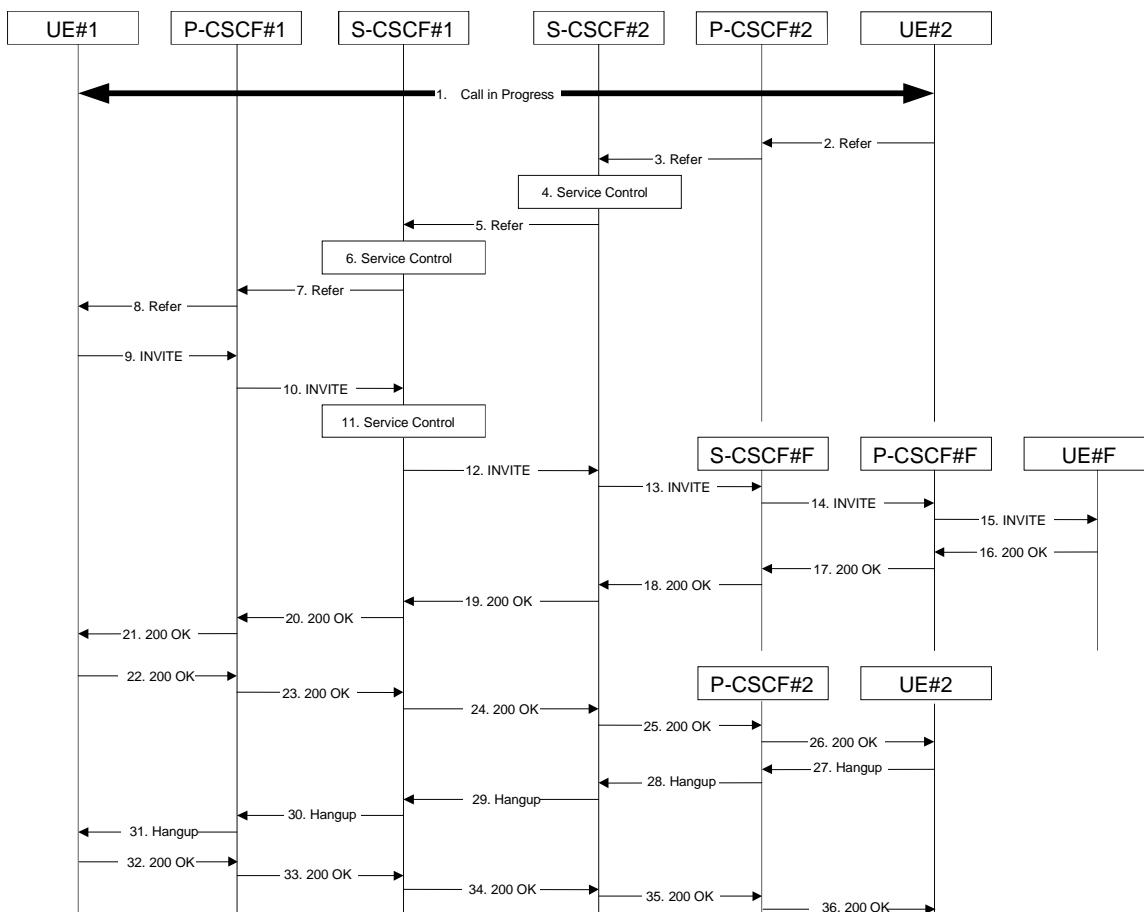 UE#1
P-CSCF#1
S-CSCF#1
S-CSCF#2
P-CSCF#2
UE#2
1. Call in Progress
2. Refer
3. Refer
4. Service Control
5. Refer
6. Service Control
7. Refer
8. Refer
9. INVITE
10. INVITE
11. Service Control
S-CSCF#F
P-CSCF#F
UE#F
12. INVITE
13. INVITE
14. INVITE
15. INVITE
16. 200 OK
17. 200 OK
18. 200 OK
19. 200 OK
20. 200 OK
21. 200 OK
22. 200 OK
P-CSCF#2
UE#2
23. 200 OK
24. 200 OK
25. 200 OK
26. 200 OK
27. Hangup
28. Hangup
29. Hangup
30. Hangup
31. Hangup
32. 200 OK
33. 200 OK
34. 200 OK
35. 200 OK
36. 200 OK